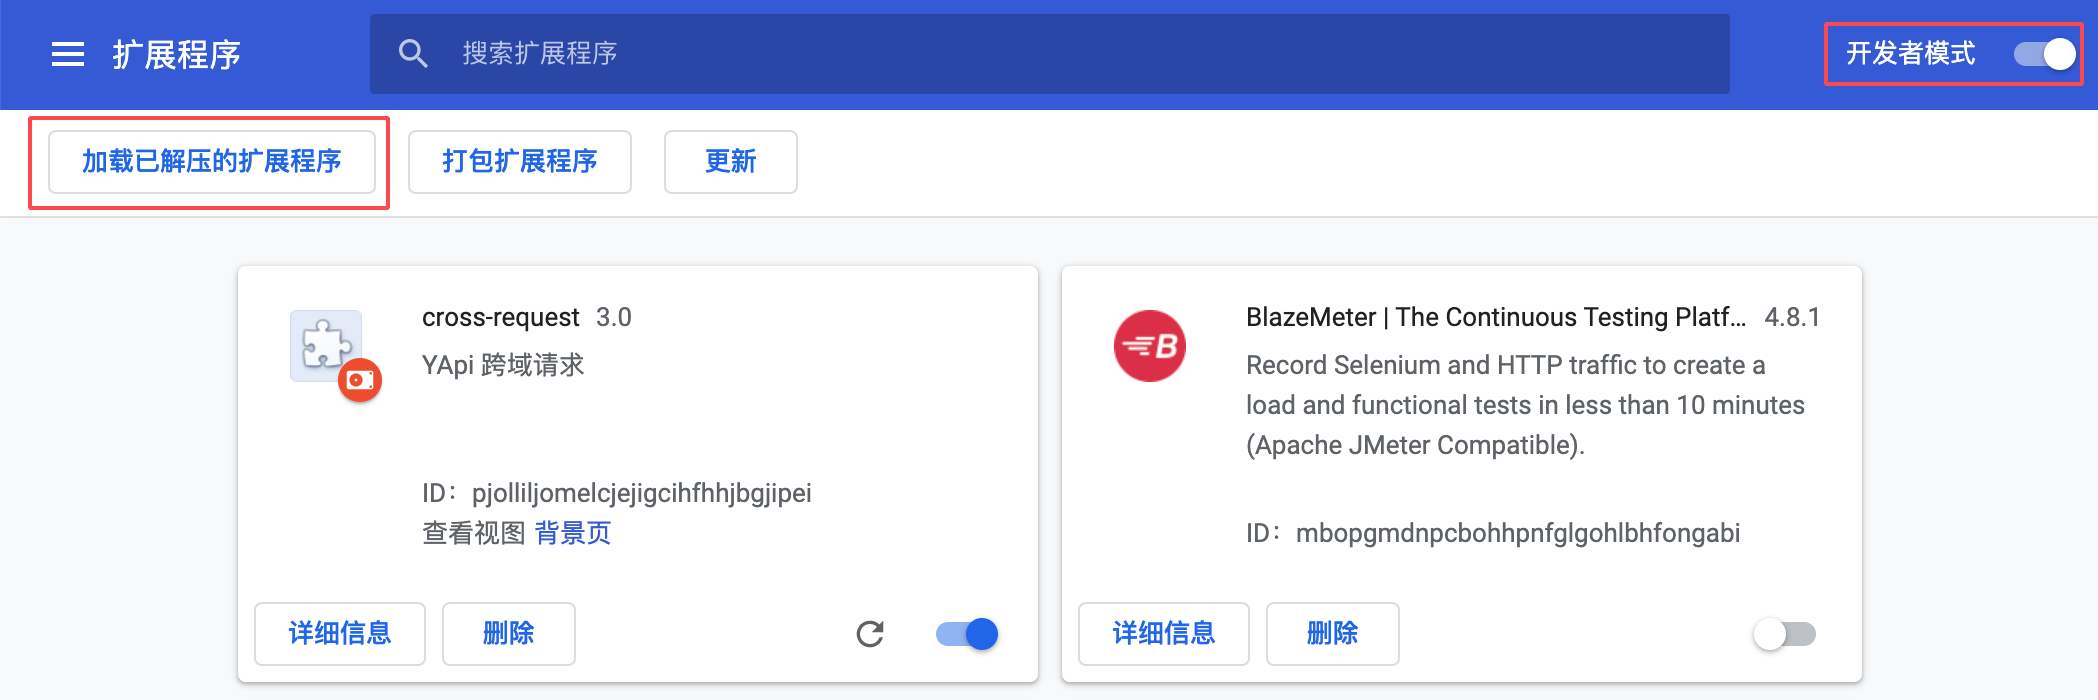 扩展程序
搜索扩展程序
开发者模式
加载已解压的扩展程序
打包扩展程序
更新
cross-request 3.0
YApi 跨域请求
ID：pjolliljomelcjejigcihfhhjbgjipei
查看视图 背景页
详细信息
删除
B
BlazeMeter | The Continuous Testing Platf... 4.8.1
Record Selenium and HTTP traffic to create a
load and functional tests in less than 10 minutes
(Apache JMeter Compatible).
ID：mbopgmdnpcbohhpnfglgohlbhfongabi
详细信息
删除